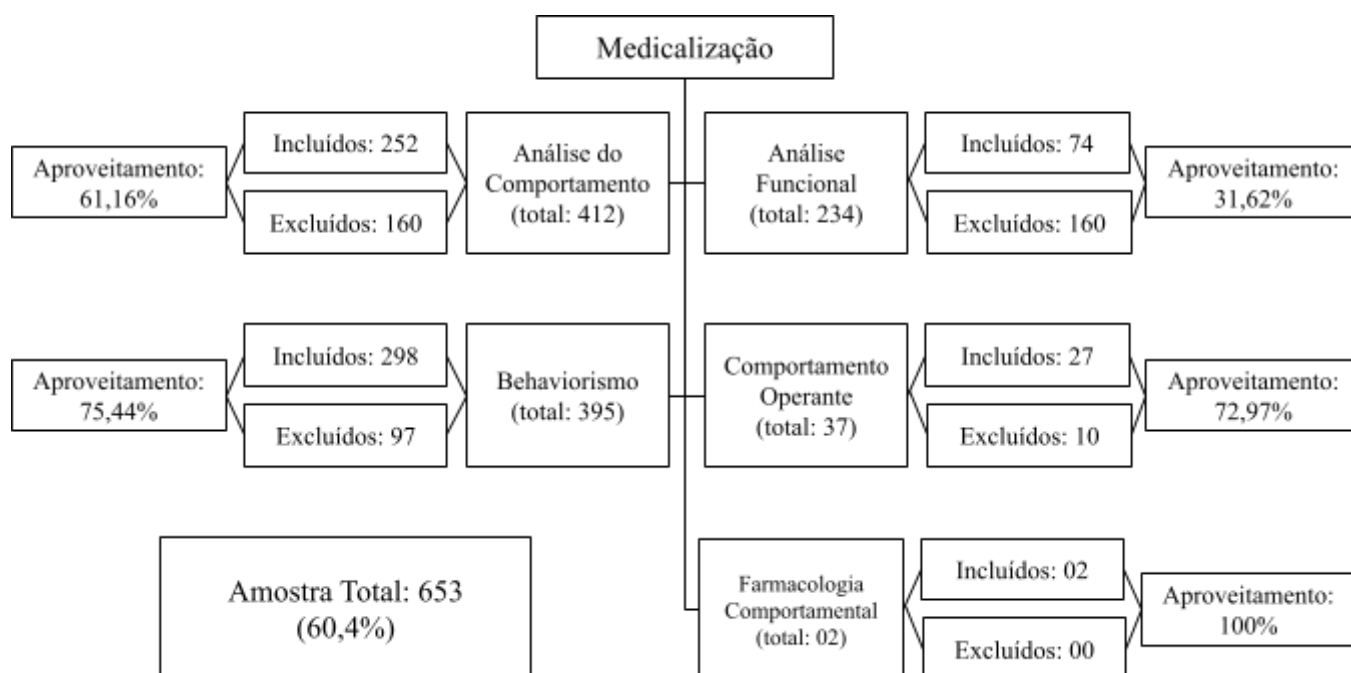 Medicalização
Aproveitamento:
61,16%
Incluídos: 252
Excluídos: 160
Análise do
Comportamento
(total: 412)
Análise
Funcional
(total: 234)
Incluídos: 74
Excluídos: 160
Aproveitamento:
31,62%
Aproveitamento:
75,44%
Incluídos: 298
Excluídos: 97
Behaviorismo
(total: 395)
Comportamento
Operante
(total: 37)
Incluídos: 27
Excluídos: 10
Aproveitamento:
72,97%
Amostra Total: 653
(60,4%)
Farmacologia
Comportamental
(total: 02)
Incluídos: 02
Excluídos: 00
Aproveitamento:
100%